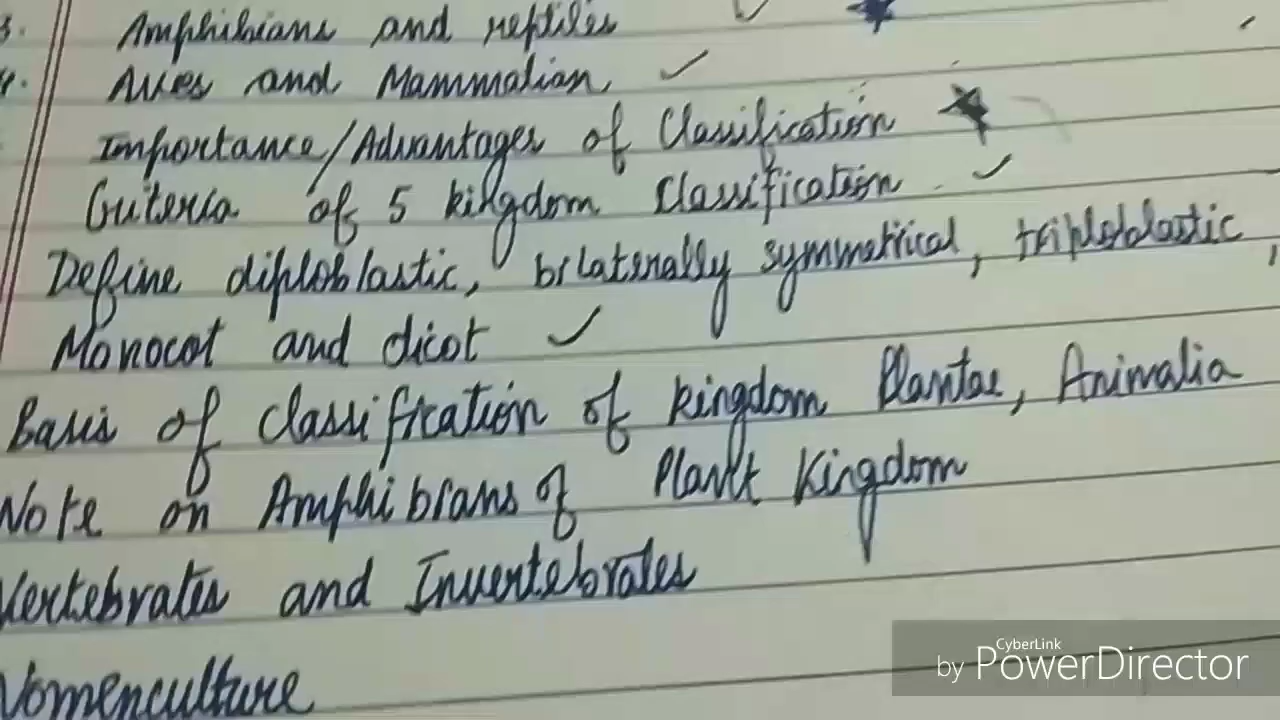 3. Amphibians and reptiles
4. Aves and Mammalian
Importance/Advantages of Classification
Criteria of 5 kingdom Classification
Define diploblastic, bilaterally symmetrical, triploblastic,
Monocot and dicot
Basis of classification of kingdom Plantae, Animalia
Note on Amphibians of Plant Kingdom
Vertebrates and Invertebrates
Nomenculture
CyberLink
by PowerDirector